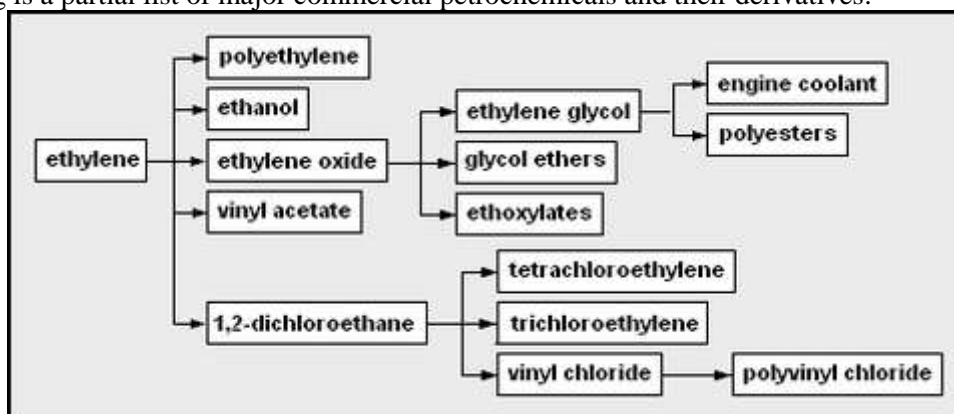 g is a partial list of major commercial petrochemicals and their derivatives:
polyethylene
ethanol
ethylene
ethylene oxide
vinyl acetate
1,2-dichloroethane
ethylene glycol
glycol ethers
ethoxylates
engine coolant
polyesters
tetrachloroethylene
trichloroethylene
vinyl chloride
polyvinyl chloride